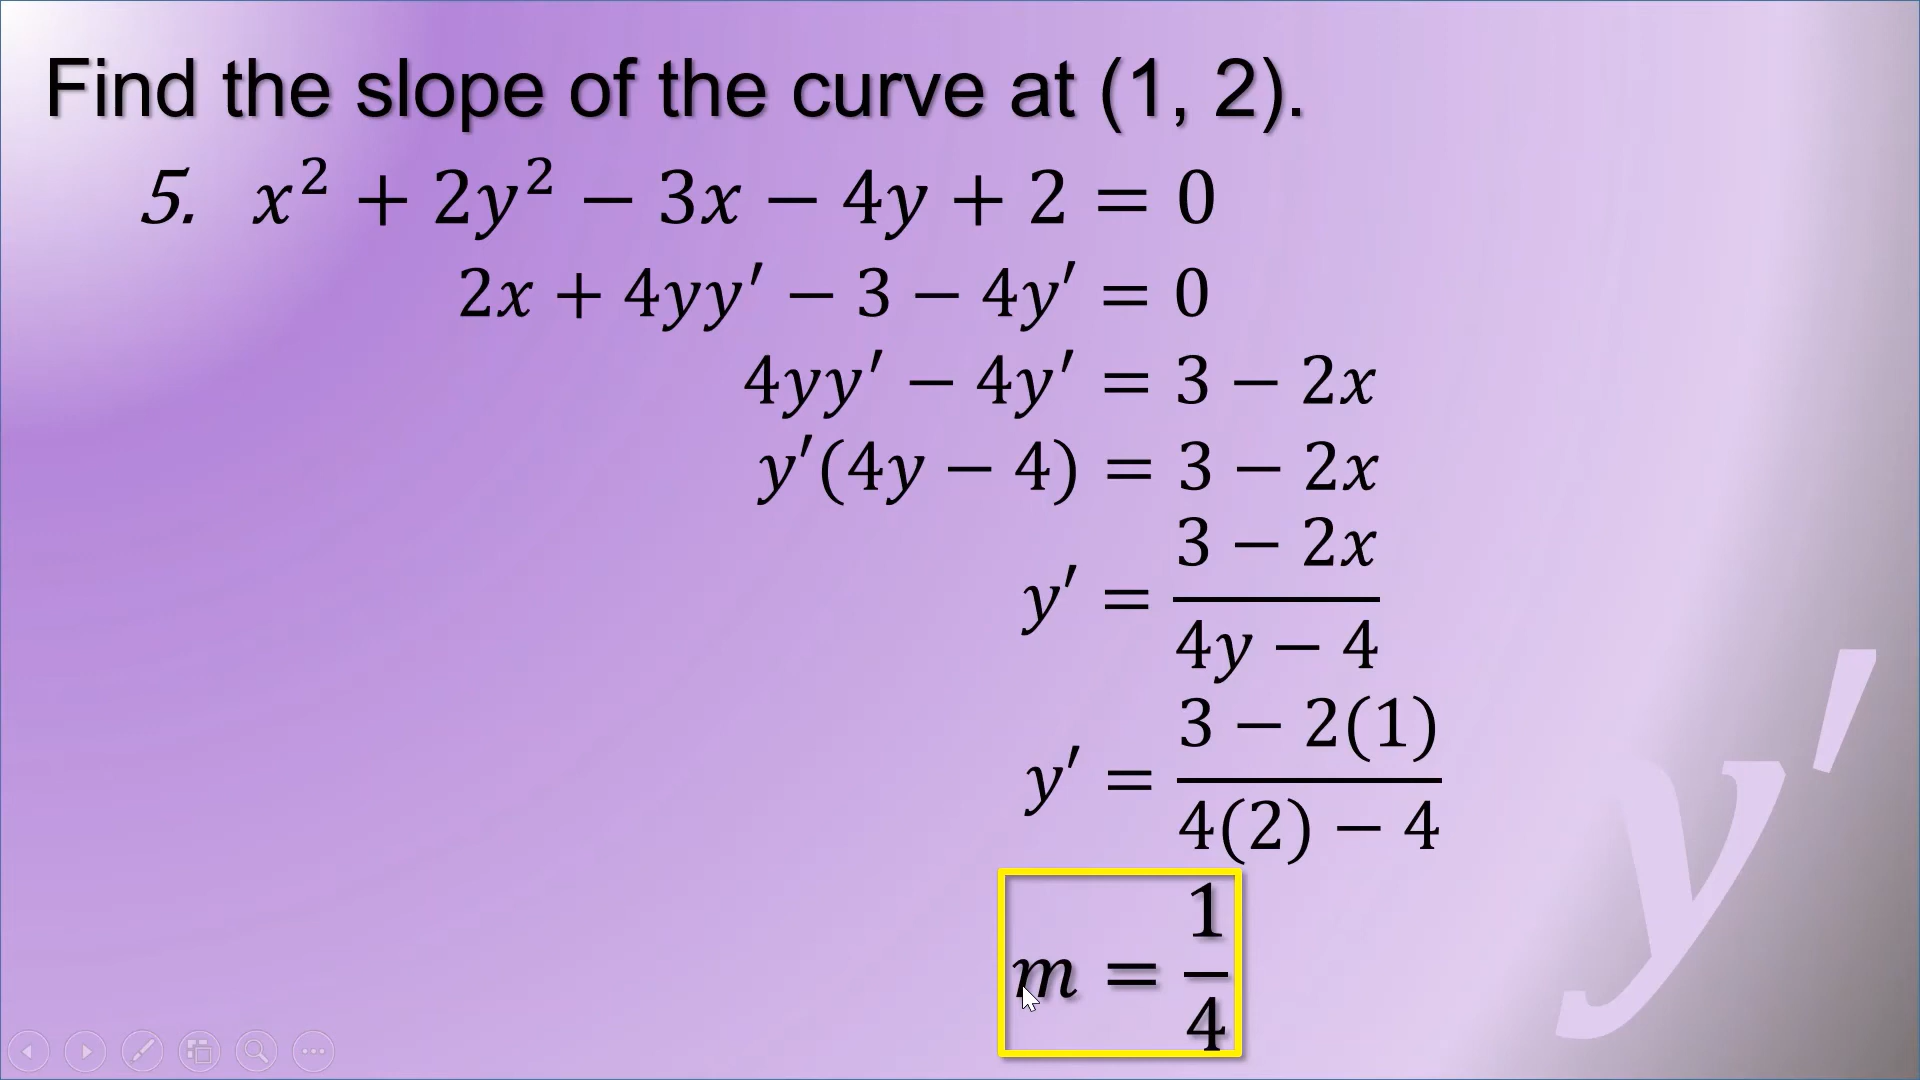 Find the slope of the curve at (1, 2).
5. x² + 2y² − 3x − 4y + 2 = 0
2x + 4yy′ − 3 − 4y′ = 0
4yy′ − 4y′ = 3 − 2x
y′(4y − 4) = 3 − 2x
y′ = (3 − 2x)/(4y − 4)
y′ = (3 − 2(1))/(4(2) − 4)
m = 1/4
y′